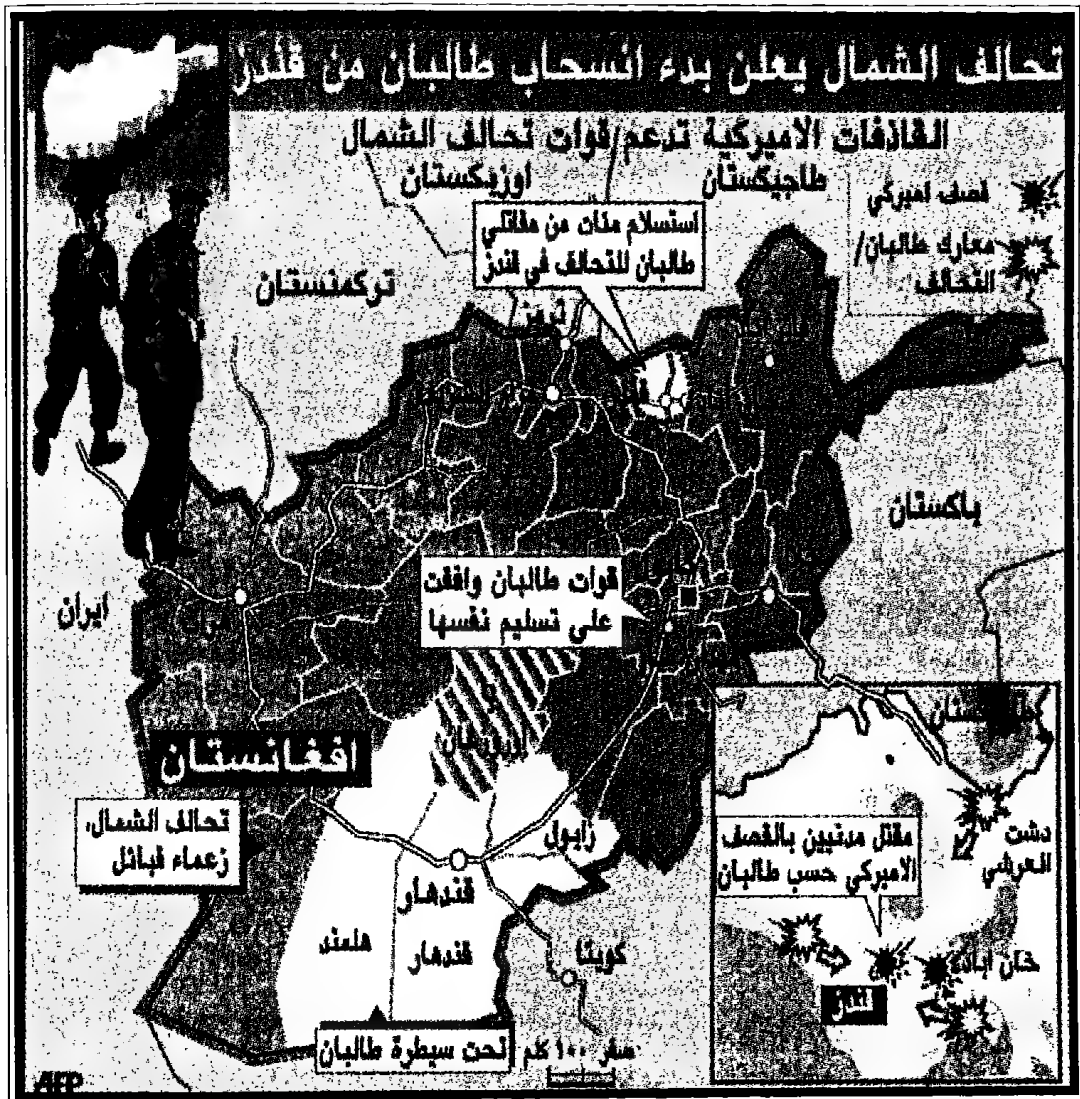 تحالف الشمال يعلن بدء انسحاب طالبان من قندز
القاذفات الاميركية تدعم قوات تحالف الشمال
طاجيكستان
اوزبكستان
قصف اميركي
معارك طالبان/
التحالف
استسلام مئات من مقاتلي
طالبان للتحالف في قندز
تركمنستان
ترمز
باكستان
ايران
قوات طالبان وافقت
على تسليم نفسها
افغانستان
تحالف الشمال،
زعماء قبائل
زابول
قندهار
هلمند
قندهار
كويتا
تحت سيطرة طالبان
صفر ١٠٠ كلم
دشت
مقتل مدنيين بالقصف
الاميركي حسب طالبان
خان اباد
قندز
AFP